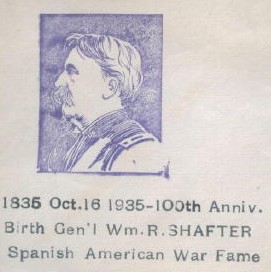 1835 Oct.16 1935-100th Anniv.
Birth Gen'l Wm.R.SHAFTER
Spanish American War Fame